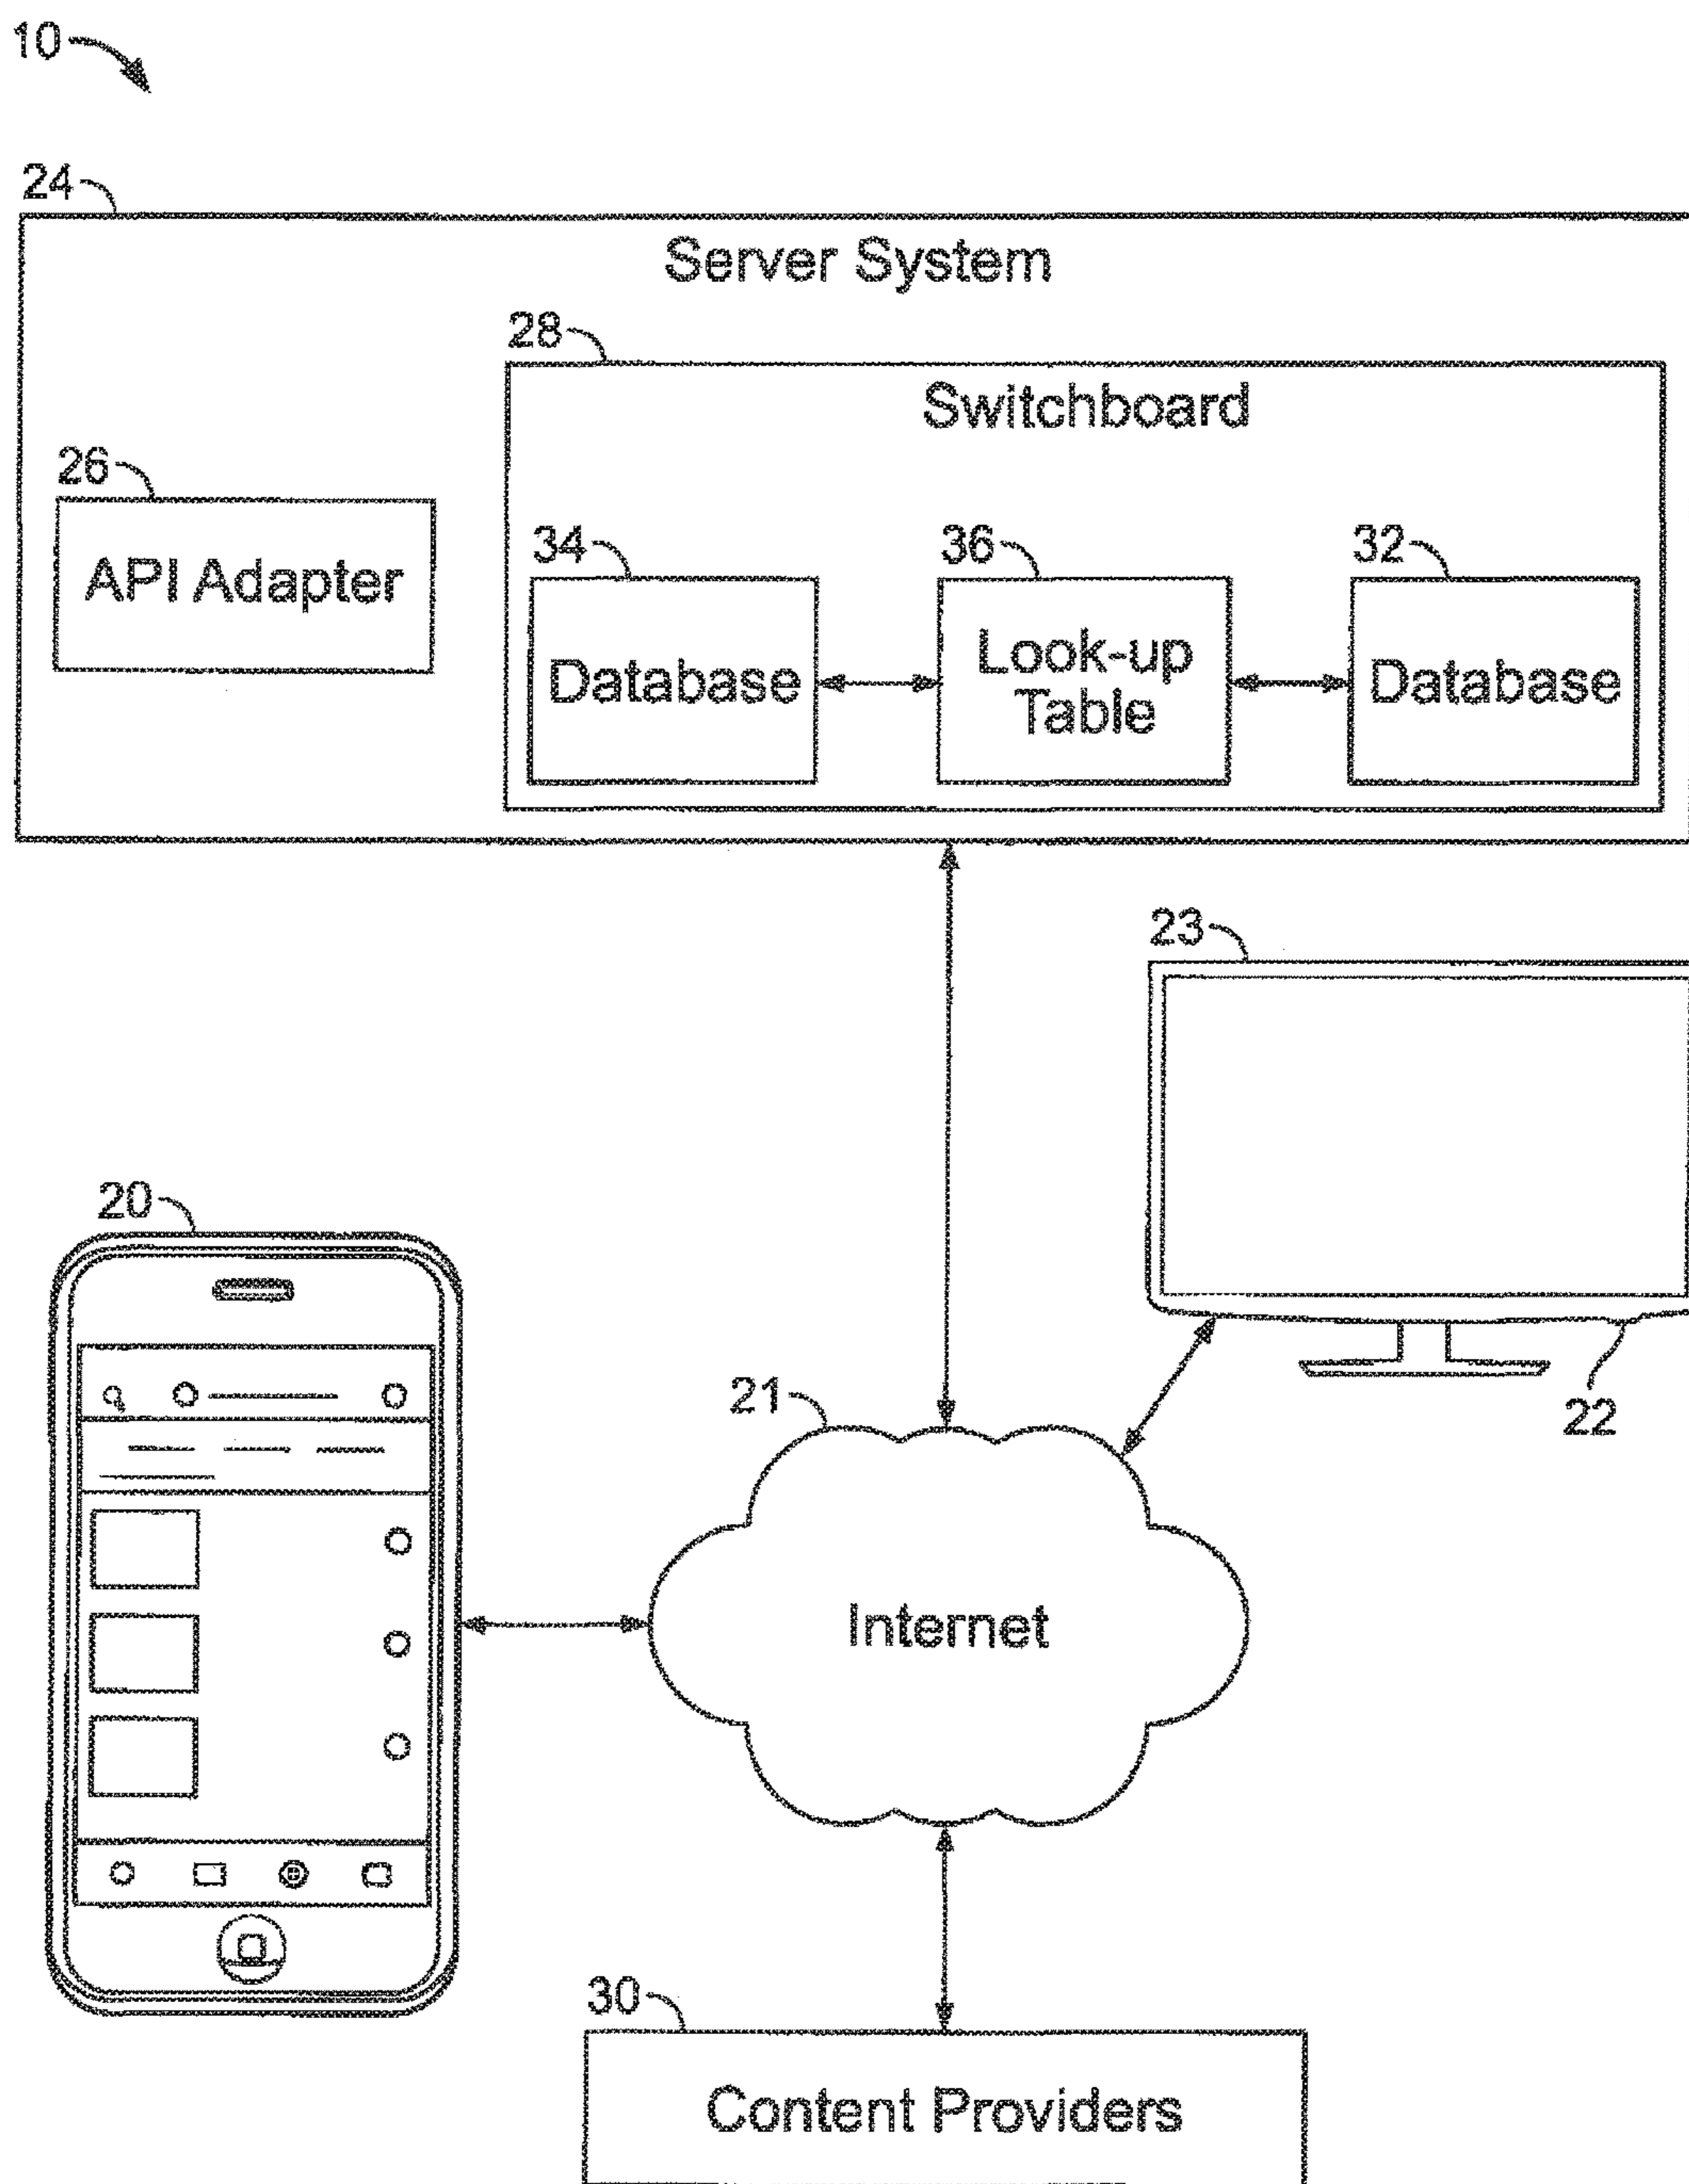 10
24
Server System
28
Switchboard
26
API Adapter
34
Database
36
Look-up
Table
32
Database
23
22
20
21
Internet
30
Content Providers